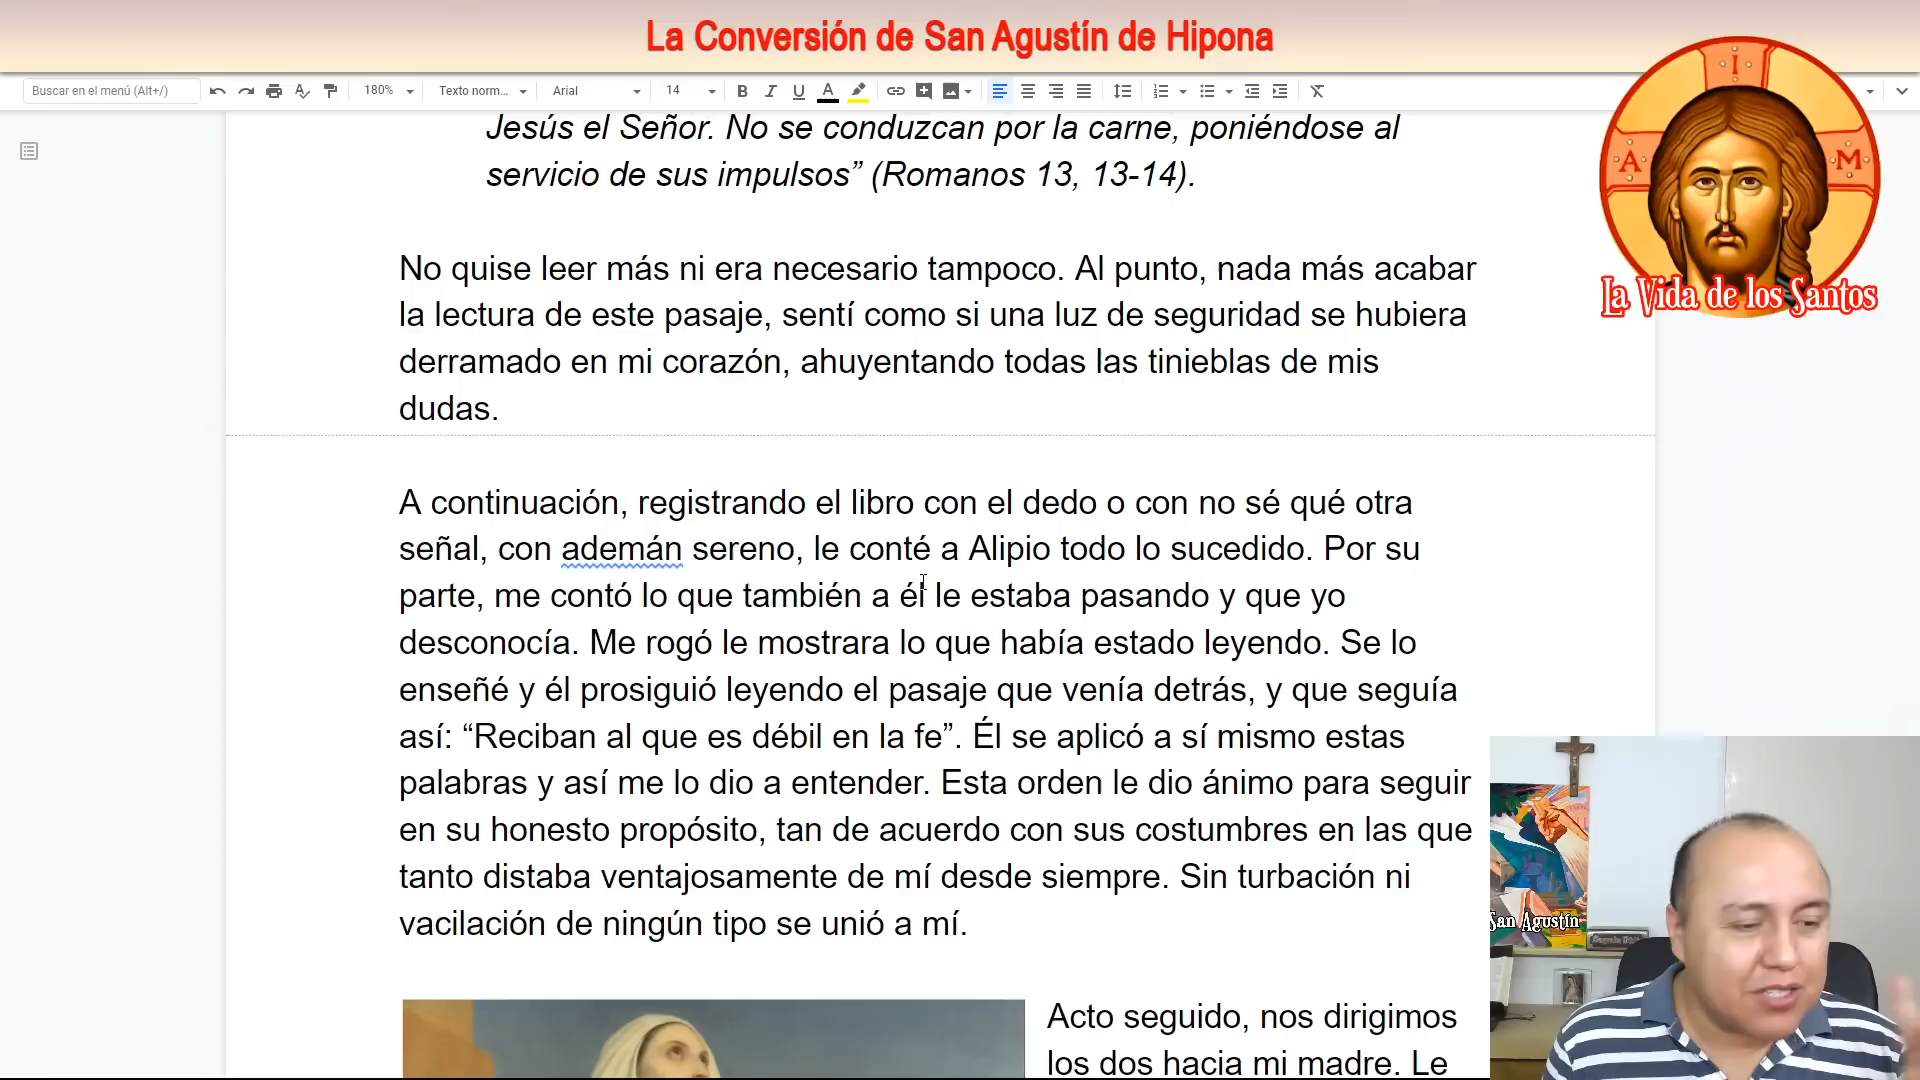 La Conversión de San Agustín de Hipona
Buscar en el menú (Alt+/)
180%
Texto norm...
Arial
14
B I U A
Jesús el Señor. No se conduzcan por la carne, poniéndose al
servicio de sus impulsos” (Romanos 13, 13-14).
I
A
M
La Vida de los Santos
No quise leer más ni era necesario tampoco. Al punto, nada más acabar
la lectura de este pasaje, sentí como si una luz de seguridad se hubiera
derramado en mi corazón, ahuyentando todas las tinieblas de mis
dudas.
A continuación, registrando el libro con el dedo o con no sé qué otra
señal, con ademán sereno, le conté a Alipio todo lo sucedido. Por su
parte, me contó lo que también a él le estaba pasando y que yo
desconocía. Me rogó le mostrara lo que había estado leyendo. Se lo
enseñé y él prosiguió leyendo el pasaje que venía detrás, y que seguía
así: “Reciban al que es débil en la fe”. Él se aplicó a sí mismo estas
palabras y así me lo dio a entender. Esta orden le dio ánimo para seguir
en su honesto propósito, tan de acuerdo con sus costumbres en las que
tanto distaba ventajosamente de mí desde siempre. Sin turbación ni
vacilación de ningún tipo se unió a mí.
San Agustín
Acto seguido, nos dirigimos
los dos hacia mi madre. Le